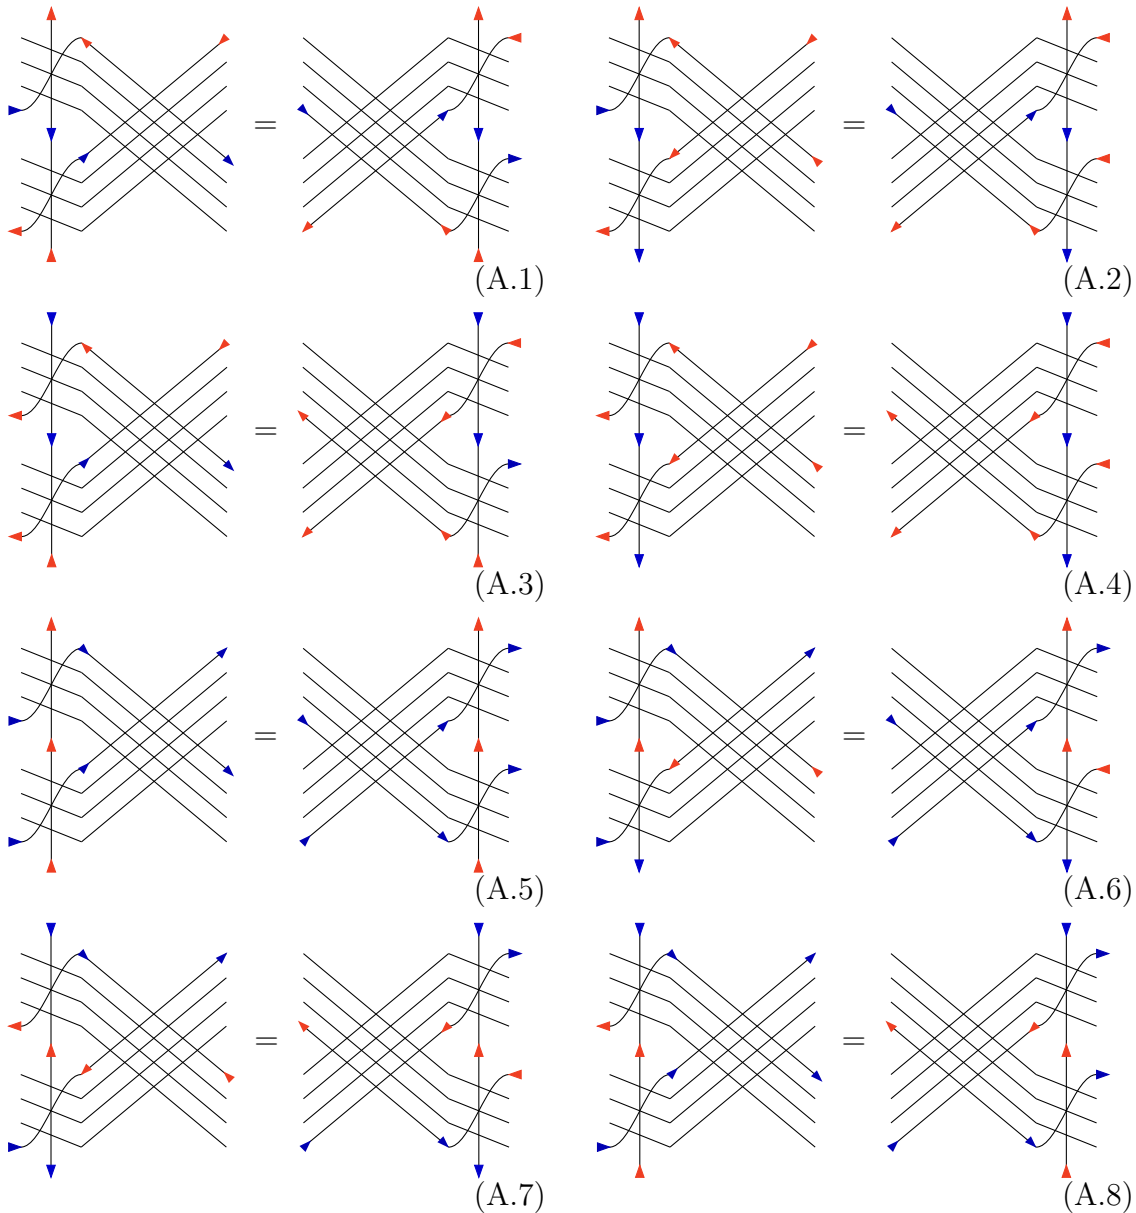 = =
(A.1) (A.2)
= =
(A.3) (A.4)
= =
(A.5) (A.6)
= =
(A.7) (A.8)